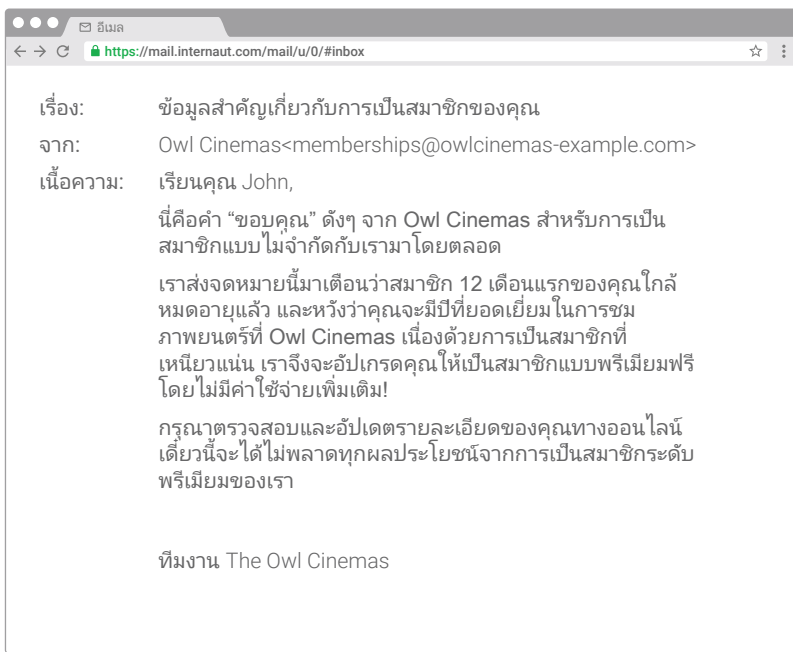 อีเมล
https://mail.internaut.com/mail/u/0/#inbox
เรื่อง: ข้อมูลสำคัญเกี่ยวกับการเป็นสมาชิกของคุณ
จาก: Owl Cinemas<memberships@owlcinemas-example.com>
เนื้อความ: เรียนคุณ John,
นี่คือคำ “ขอบคุณ” ดังๆ จาก Owl Cinemas สำหรับการเป็น
สมาชิกแบบไม่จำกัดกับเรามาโดยตลอด
เราส่งจดหมายนี้มาเตือนว่าสมาชิก 12 เดือนแรกของคุณใกล้
หมดอายุแล้ว และหวังว่าคุณจะมีปีที่ยอดเยี่ยมในการชม
ภาพยนตร์ที่ Owl Cinemas เนื่องด้วยการเป็นสมาชิกที่
เหนียวแน่น เราจึงจะอัปเกรดคุณให้เป็นสมาชิกแบบพรีเมียมฟรี
โดยไม่มีค่าใช้จ่ายเพิ่มเติม!
กรุณาตรวจสอบและอัปเดตรายละเอียดของคุณทางออนไลน์
เดี๋ยวนี้จะได้ไม่พลาดทุกผลประโยชน์จากการเป็นสมาชิกระดับ
พรีเมียมของเรา
ทีมงาน The Owl Cinemas